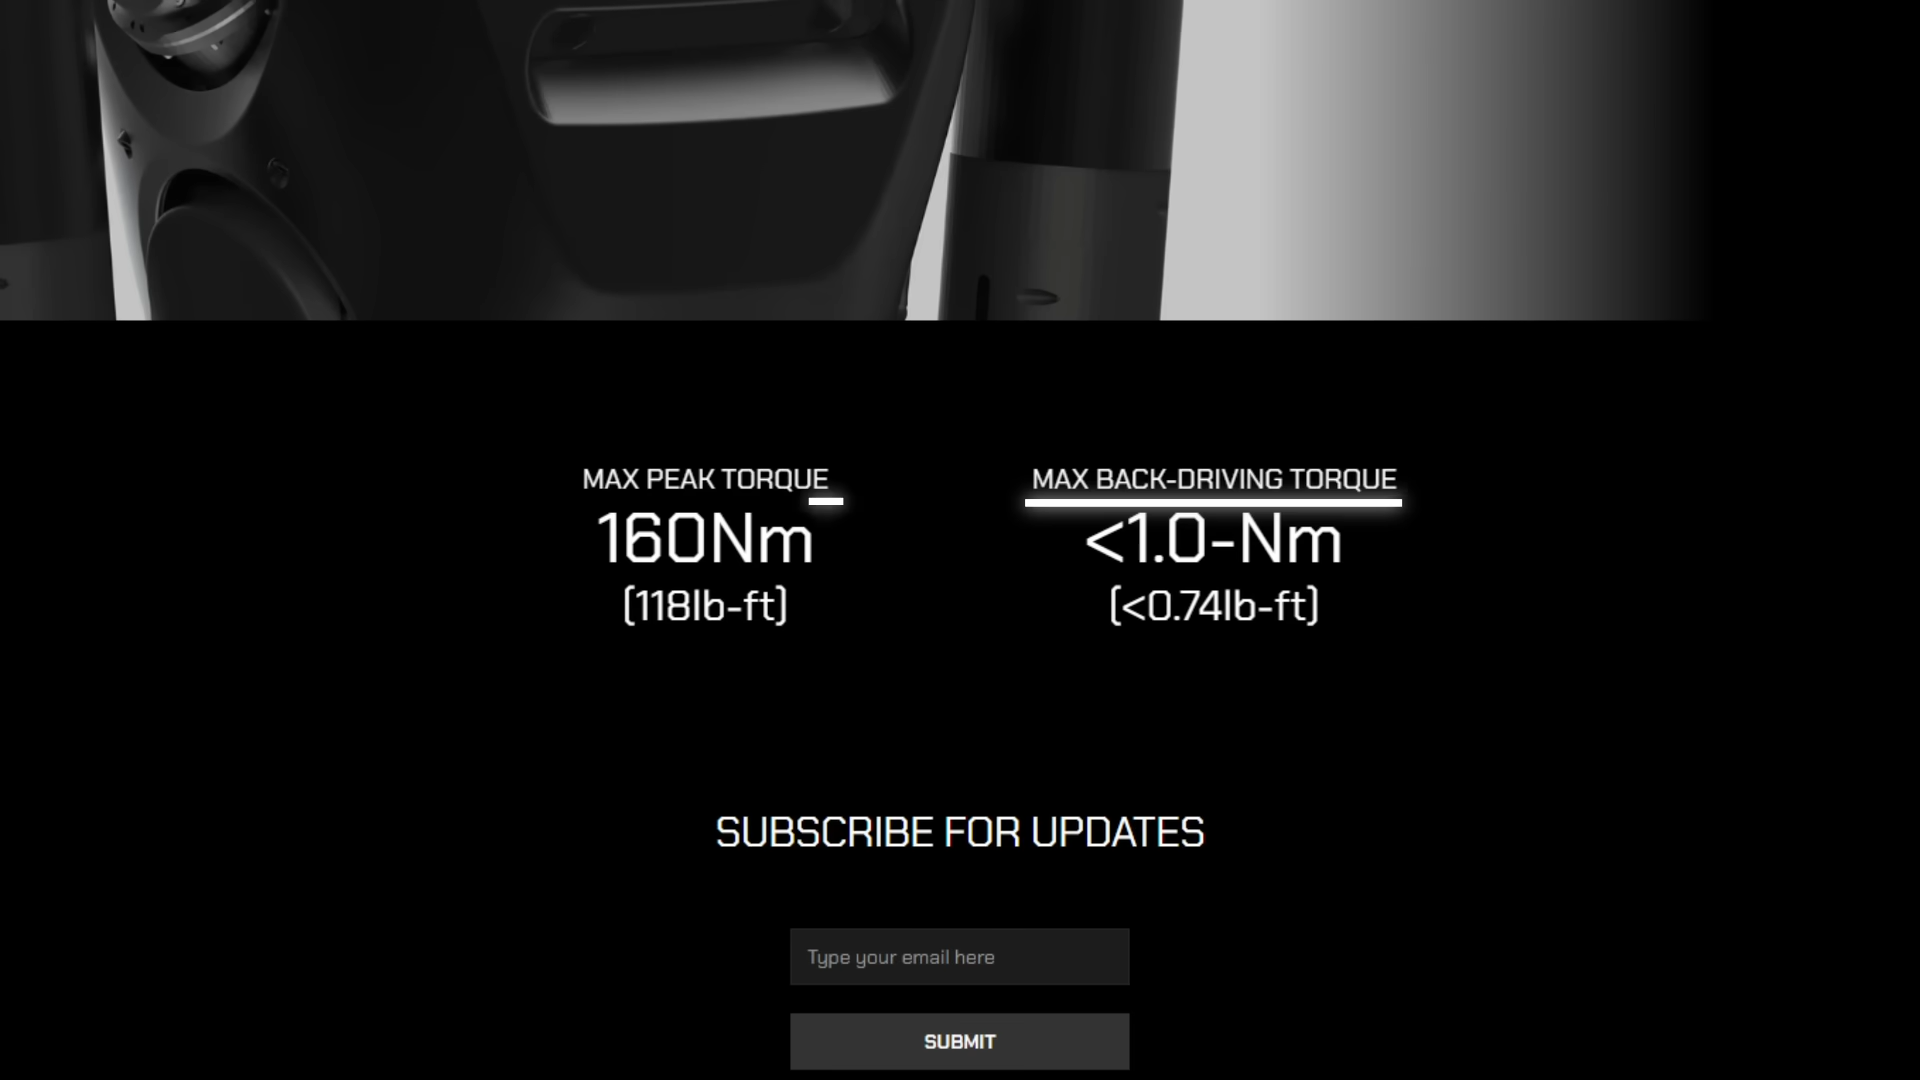 MAX PEAK TORQUE
160Nm
(118lb-ft)
MAX BACK-DRIVING TORQUE
<1.0-Nm
(<0.74lb-ft)
SUBSCRIBE FOR UPDATES
Type your email here
SUBMIT